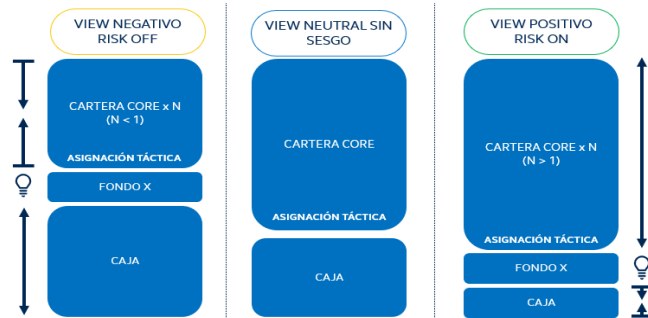 VIEW NEGATIVO
RISK OFF
CARTERA CORE x N
(N < 1)
ASIGNACIÓN TÁCTICA
FONDO X
CAJA
VIEW NEUTRAL SIN
SESGO
CARTERA CORE
ASIGNACIÓN TÁCTICA
CAJA
VIEW POSITIVO
RISK ON
CARTERA CORE x N
(N > 1)
ASIGNACIÓN TÁCTICA
FONDO X
CAJA